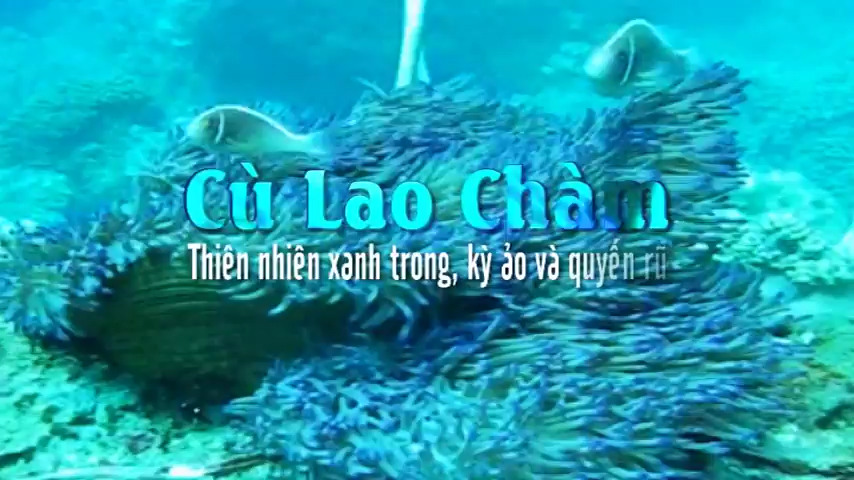 Cù Lao Chàm
Thiên nhiên xanh trong, kỳ ảo và quyến rũ